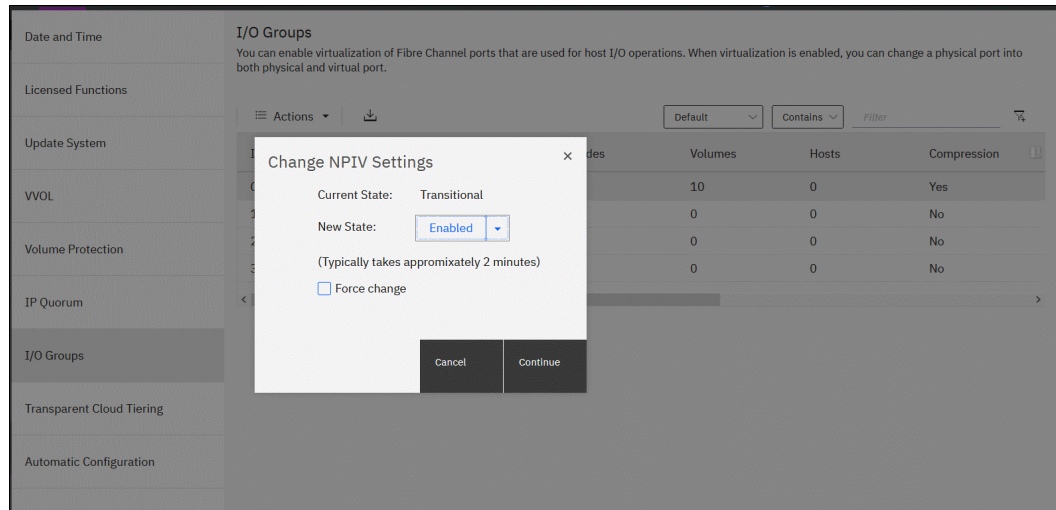 Date and Time
Licensed Functions
Update System
VVOL
Volume Protection
IP Quorum
I/O Groups
Transparent Cloud Tiering
Automatic Configuration
I/O Groups
You can enable virtualization of Fibre Channel ports that are used for host I/O operations. When virtualization is enabled, you can change a physical port into
both physical and virtual port.
Actions
Default
Contains
Filter
Volumes Hosts Compression
10 0 Yes
0 0 No
0 0 No
0 0 No
Change NPIV Settings
Current State: Transitional
New State: Enabled
(Typically takes appromixately 2 minutes)
Force change
Cancel
Continue